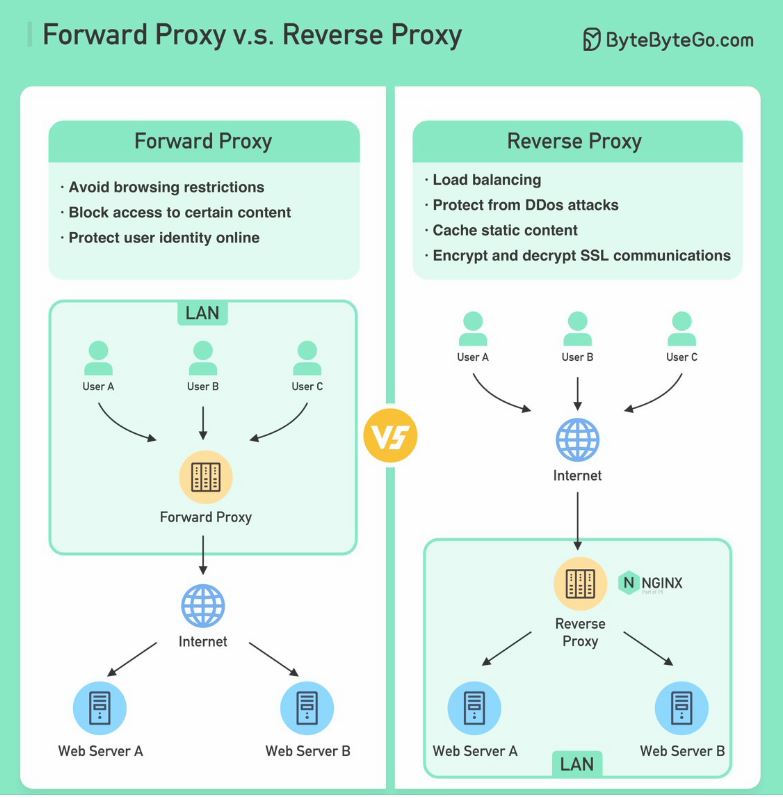 Forward Proxy v.s. Reverse Proxy
ByteByteGo.com
Forward Proxy
· Avoid browsing restrictions
· Block access to certain content
· Protect user identity online
LAN
User A
User B
User C
Forward Proxy
Internet
Web Server A
Web Server B
VS
Reverse Proxy
· Load balancing
· Protect from DDos attacks
· Cache static content
· Encrypt and decrypt SSL communications
User A
User B
User C
Internet
N NGINX
Part of F5
Reverse
Proxy
Web Server A
Web Server B
LAN